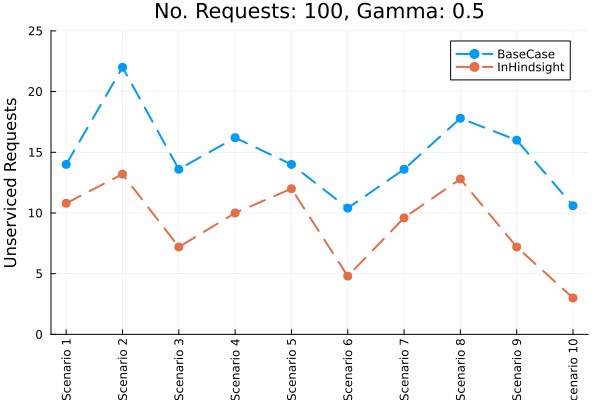 No. Requests: 100, Gamma: 0.5
Unserviced Requests
25
20
15
10
5
0
BaseCase
InHindsight
Scenario 1
Scenario 2
Scenario 3
Scenario 4
Scenario 5
Scenario 6
Scenario 7
Scenario 8
Scenario 9
cenario 10